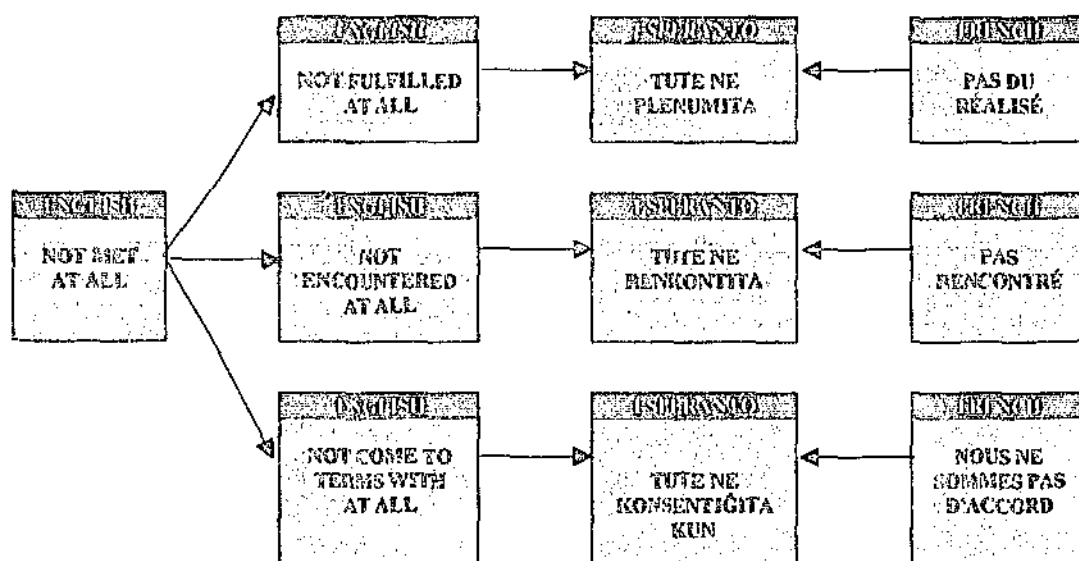 ENGLISH
NOT MET
AT ALL
ENGLISH
NOT FULFILLED
AT ALL
ESPERANTO
TUTE NE
PLENUMITA
FRENCH
PAS DU
RÉALISÉ
ENGLISH
NOT
ENCOUNTERED
AT ALL
ESPERANTO
TUTE NE
RENKONTITA
FRENCH
PAS
RENCONTRÉ
ENGLISH
NOT COME TO
TERMS WITH
AT ALL
ESPERANTO
TUTE NE
KONSENTIĜITA
KUN
FRENCH
NOUS NE
SOMMES PAS
D'ACCORD